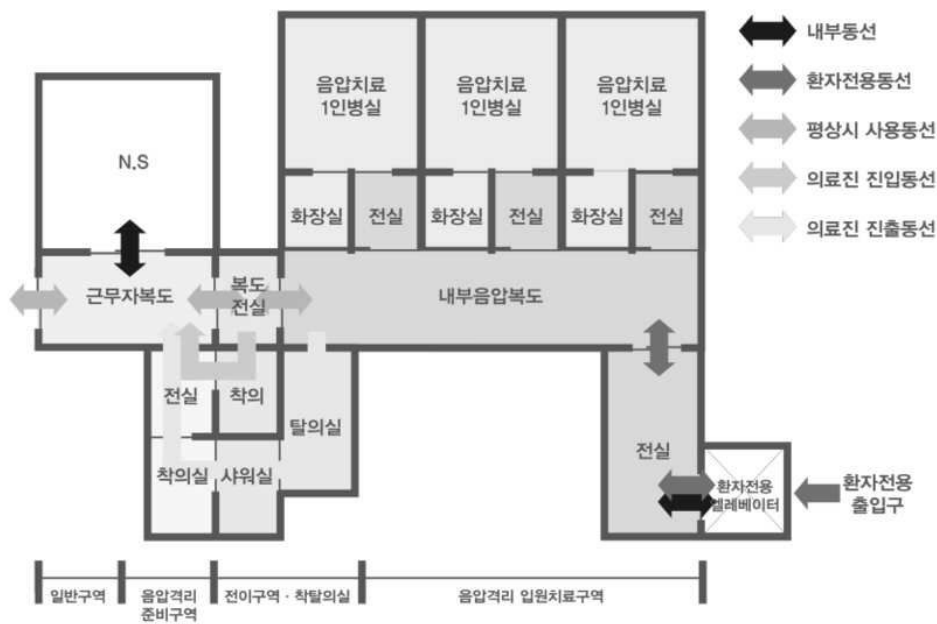 음압치료
1인병실
음압치료
1인병실
음압치료
1인병실
내부동선
환자전용동선
평상시 사용동선
의료진 진입동선
의료진 진출동선
N.S
화장실
전실
화장실
전실
화장실
전실
근무자복도
복도
전실
내부음압복도
전실
착의
탈의실
착의실
샤워실
전실
환자전용
엘레베이터
환자전용
출입구
일반구역
음압격리
준비구역
전이구역 · 착탈의실
음압격리 입원치료구역